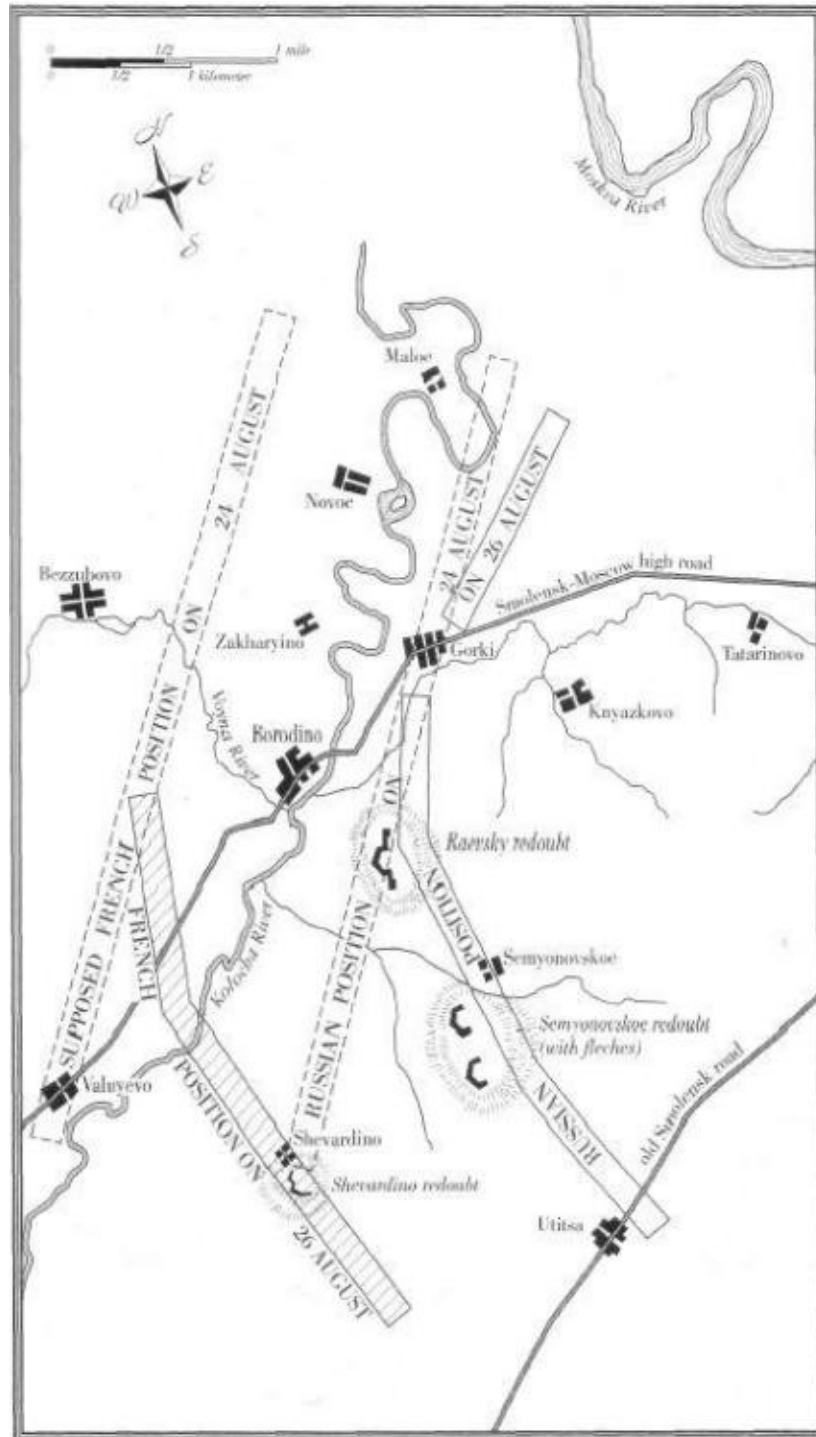 0 1/2 1 mile
0 1/2 1 kilometer
N
W E
S
Moskva River
Maloe
Novoe
SUPPOSED FRENCH POSITION ON 24 AUGUST
24 AUGUST
ON 26 AUGUST
Smolensk-Moscow high road
Bezzubovo
Zakharyino
Gorki
Tatarinovo
Knyazkovo
Voyna River
Borodino
Raevsky redoubt
RUSSIAN POSITION ON
POSITION
FRENCH
Kolocha River
Semyonovskoe
Semyonovskoe redoubt
(with fleches)
Valuyevo
POSITION ON
26 AUGUST
RUSSIAN
old Smolensk road
Shevardino
Shevardino redoubt
Utitsa